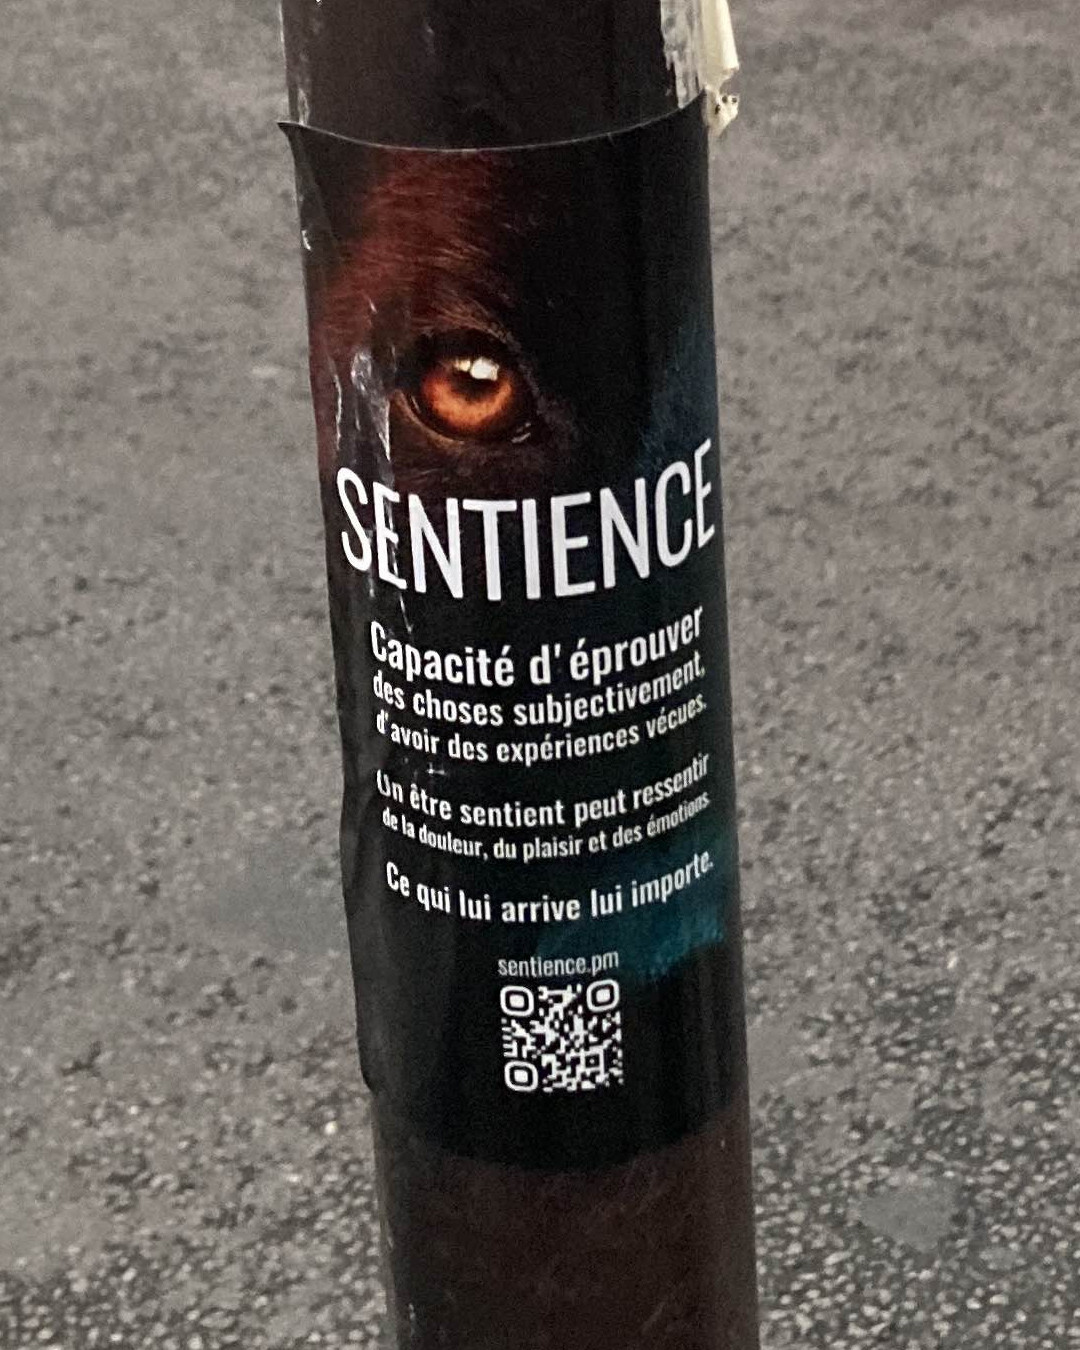 SENTIENCE
Capacité d'éprouver
des choses subjectivement,
d'avoir des expériences vécues.
Un être sentient peut ressentir
de la douleur, du plaisir et des émotions.
Ce qui lui arrive lui importe.
sentience.pm